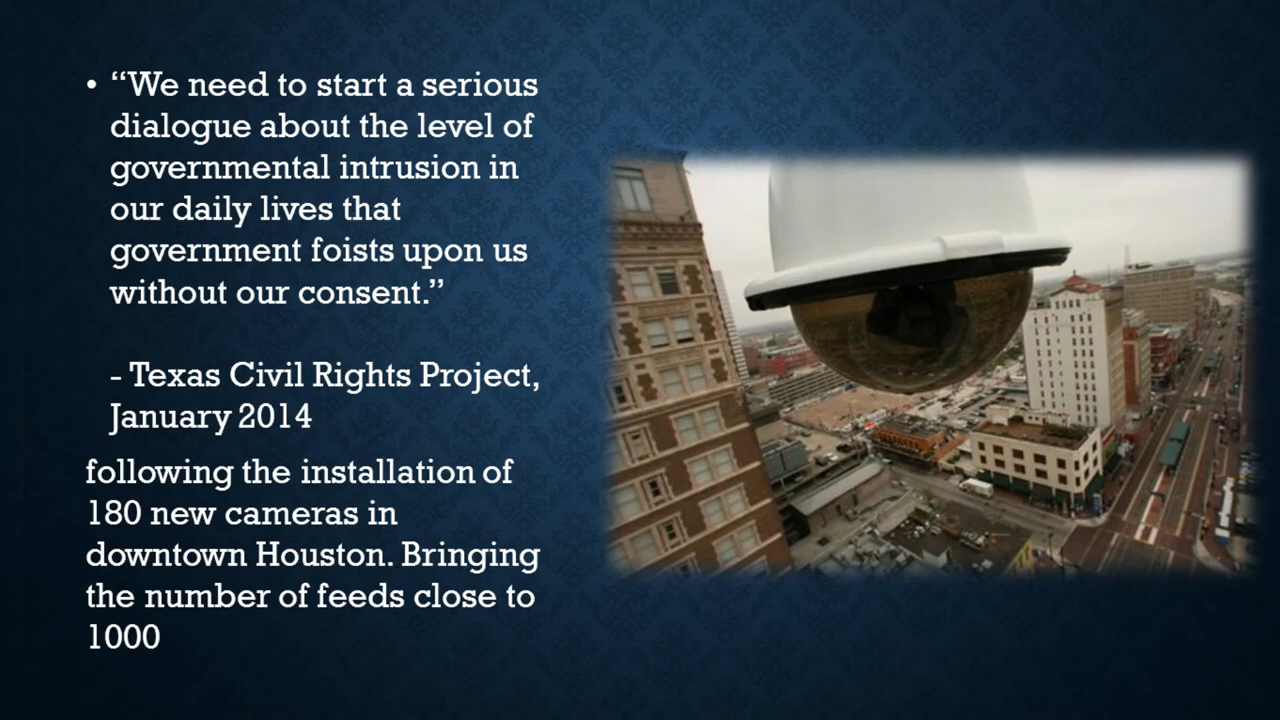 • “We need to start a serious
dialogue about the level of
governmental intrusion in
our daily lives that
government foists upon us
without our consent.”
- Texas Civil Rights Project,
January 2014
following the installation of
180 new cameras in
downtown Houston. Bringing
the number of feeds close to
1000